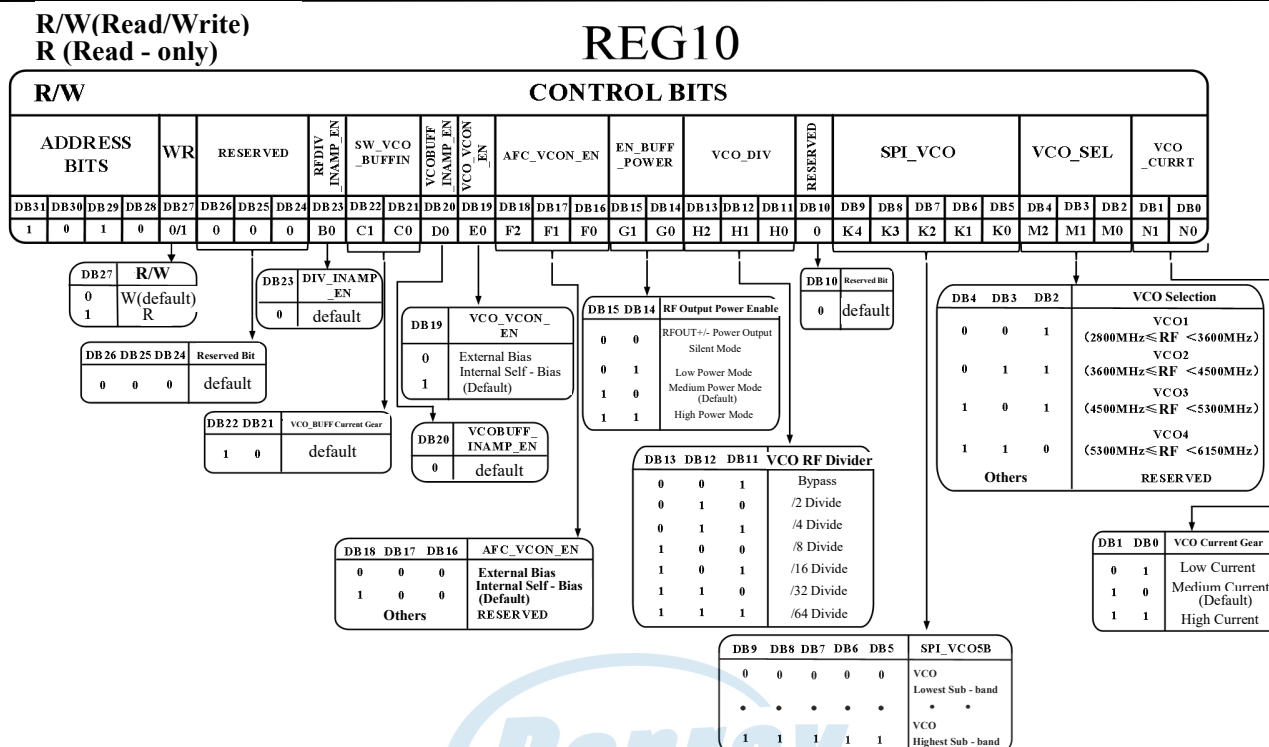 R/W(Read/Write)
R (Read - only)
REG10
R/W CONTROL BITS
ADDRESS BITS WR RESERVED RFDIV_INAMP_EN SW_VCO_BUFFIN VCOBUFF_INAMP_EN VCO_VCON_EN AFC_VCON_EN EN_BUFF_POWER VCO_DIV RESERVED SPI_VCO VCO_SEL VCO_CURRT
DB31 DB30 DB29 DB28 DB27 DB26 DB25 DB24 DB23 DB22 DB21 DB20 DB19 DB18 DB17 DB16 DB15 DB14 DB13 DB12 DB11 DB10 DB9 DB8 DB7 DB6 DB5 DB4 DB3 DB2 DB1 DB0
1 0 1 0 0/1 0 0 0 B0 C1 C0 D0 E0 F2 F1 F0 G1 G0 H2 H1 H0 0 K4 K3 K2 K1 K0 M2 M1 M0 N1 N0
DB27 R/W
0 W(default)
1 R
DB26 DB25 DB24 Reserved Bit
0 0 0 default
DB23 DIV_INAMP_EN
0 default
DB22 DB21 VCO_BUFF Current Gear
1 0 default
DB19 VCO_VCON_EN
0 External Bias
1 Internal Self - Bias
(Default)
DB20 VCOBUFF_INAMP_EN
0 default
DB18 DB17 DB16 AFC_VCON_EN
0 0 0 External Bias
1 0 0 Internal Self - Bias
(Default)
Others RESERVED
DB15 DB14 RF Output Power Enable
0 0 RFOUT+/- Power Output
Silent Mode
0 1 Low Power Mode
1 0 Medium Power Mode
(Default)
1 1 High Power Mode
DB13 DB12 DB11 VCO RF Divider
0 0 1 Bypass
0 1 0 /2 Divide
0 1 1 /4 Divide
1 0 0 /8 Divide
1 0 1 /16 Divide
1 1 0 /32 Divide
1 1 1 /64 Divide
DB10 Reserved Bit
0 default
DB9 DB8 DB7 DB6 DB5 SPI_VCO5B
0 0 0 0 0 VCO
Lowest Sub - band
• • • • • • •
1 1 1 1 1 VCO
Highest Sub - band
DB4 DB3 DB2 VCO Selection
0 0 1 VCO1
(2800MHz≤RF <3600MHz)
0 1 1 VCO2
(3600MHz≤RF <4500MHz)
1 0 1 VCO3
(4500MHz≤RF <5300MHz)
1 1 0 VCO4
(5300MHz≤RF <6150MHz)
Others RESERVED
DB1 DB0 VCO Current Gear
0 1 Low Current
1 0 Medium Current
(Default)
1 1 High Current